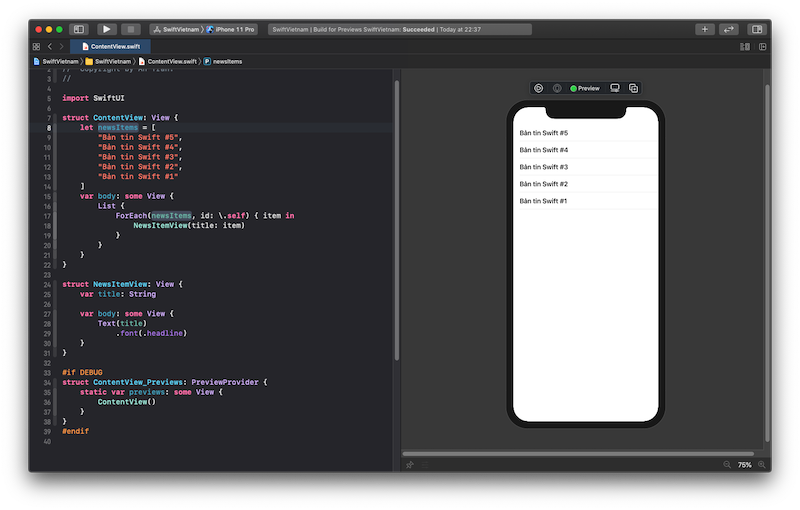 SwiftVietnam
iPhone 11 Pro
SwiftVietnam | Build for Previews SwiftVietnam: Succeeded | Today at 22:37
ContentView.swift
SwiftVietnam
SwiftVietnam
ContentView.swift
P
newsItems
2
3 //
4
5 import SwiftUI
6
7 struct ContentView: View {
8 let newsItems = [
9 "Bản tin Swift #5",
10 "Bản tin Swift #4",
11 "Bản tin Swift #3",
12 "Bản tin Swift #2",
13 "Bản tin Swift #1"
14 ]
15 var body: some View {
16 List {
17 ForEach(newsItems, id: \.self) { item in
18 NewsItemView(title: item)
19 }
20 }
21 }
22 }
23
24 struct NewsItemView: View {
25 var title: String
26
27 var body: some View {
28 Text(title)
29 .font(.headline)
30 }
31 }
32
33 #if DEBUG
34 struct ContentView_Previews: PreviewProvider {
35 static var previews: some View {
36 ContentView()
37 }
38 }
39 #endif
40
Preview
Bản tin Swift #5
Bản tin Swift #4
Bản tin Swift #3
Bản tin Swift #2
Bản tin Swift #1
75%